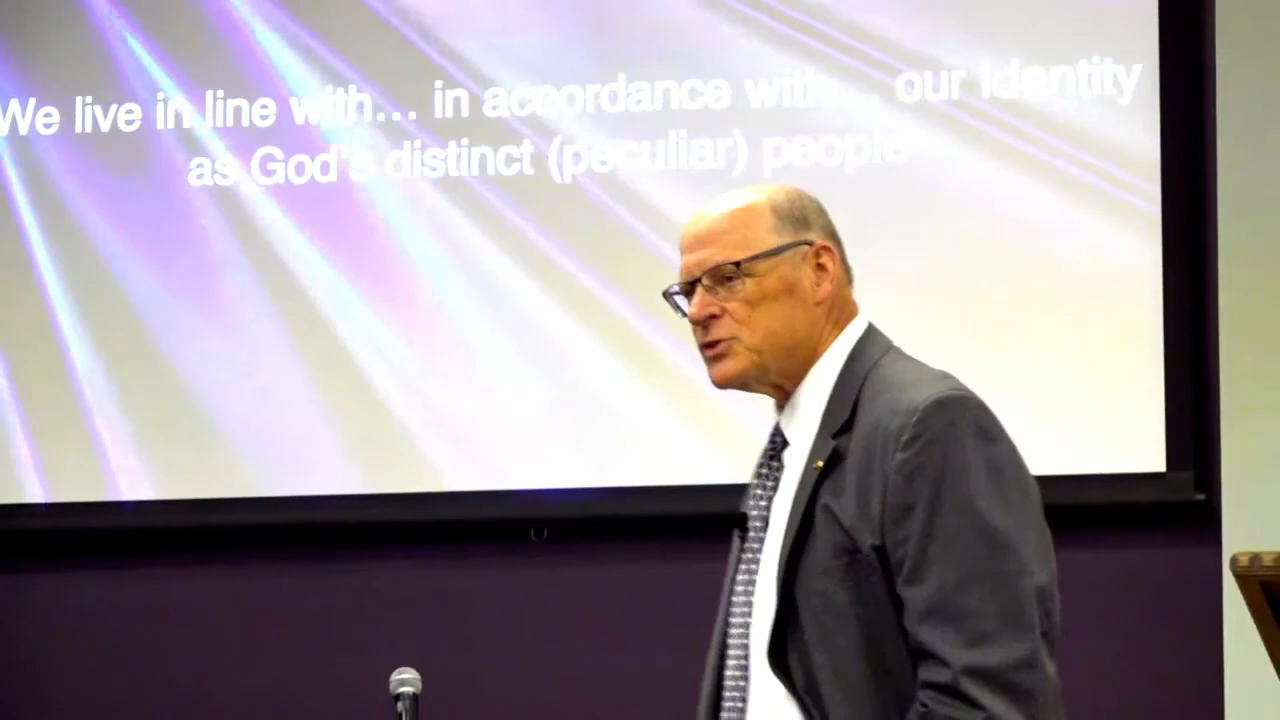 We live in line with... in accordance with... our identity
as God's distinct (peculiar) people